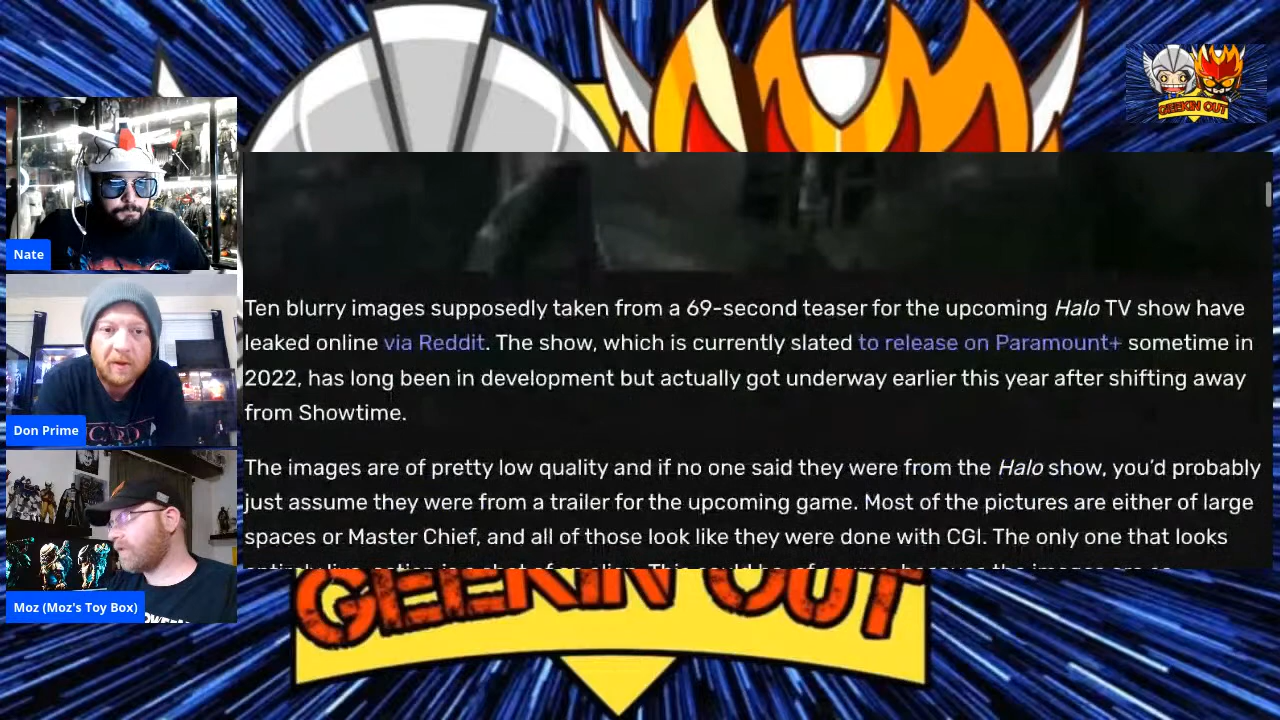 GEEKIN OUT
Nate
Don Prime
Moz (Moz's Toy Box)
Ten blurry images supposedly taken from a 69-second teaser for the upcoming Halo TV show have
leaked online via Reddit. The show, which is currently slated to release on Paramount+ sometime in
2022, has long been in development but actually got underway earlier this year after shifting away
from Showtime.
The images are of pretty low quality and if no one said they were from the Halo show, you’d probably
just assume they were from a trailer for the upcoming game. Most of the pictures are either of large
spaces or Master Chief, and all of those look like they were done with CGI. The only one that looks
GEEKIN OUT